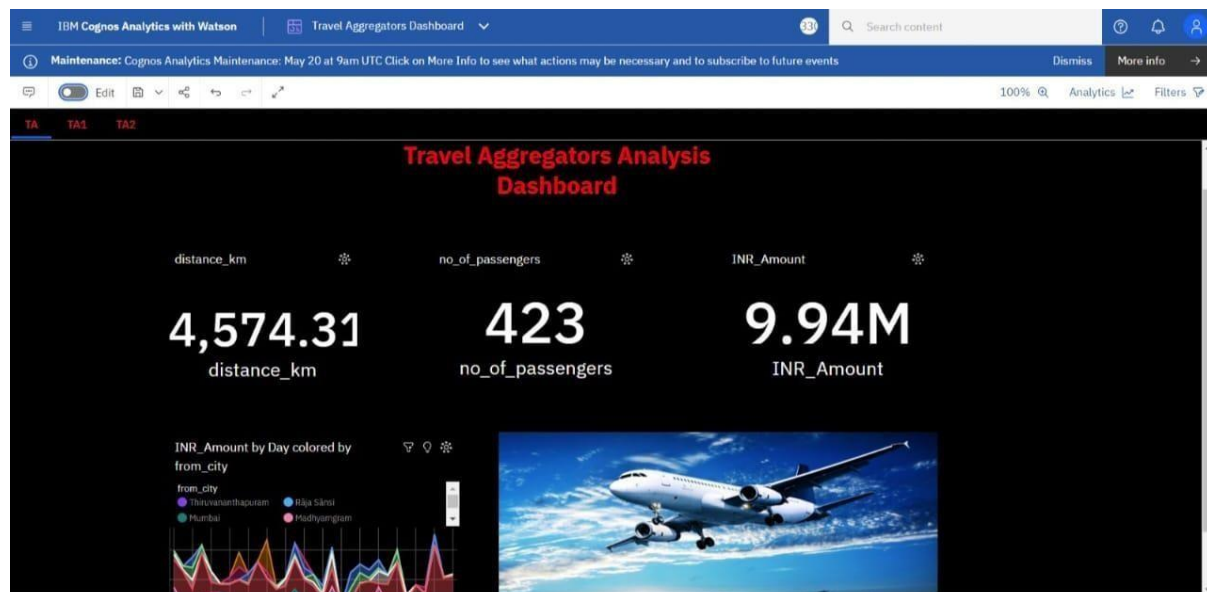 IBM Cognos Analytics with Watson
Travel Aggregators Dashboard
330
Search content
Maintenance: Cognos Analytics Maintenance: May 20 at 9am UTC Click on More Info to see what actions may be necessary and to subscribe to future events
Dismiss
More info
Edit
100%
Analytics
Filters
TA TA1 TA2
Travel Aggregators Analysis
Dashboard
distance_km
no_of_passengers
INR_Amount
4,574.31
423
9.94M
distance_km
no_of_passengers
INR_Amount
INR_Amount by Day colored by
from_city
from_city
Thiruvananthapuram
Rāja Sānsi
Mumbai
Madhyamgram